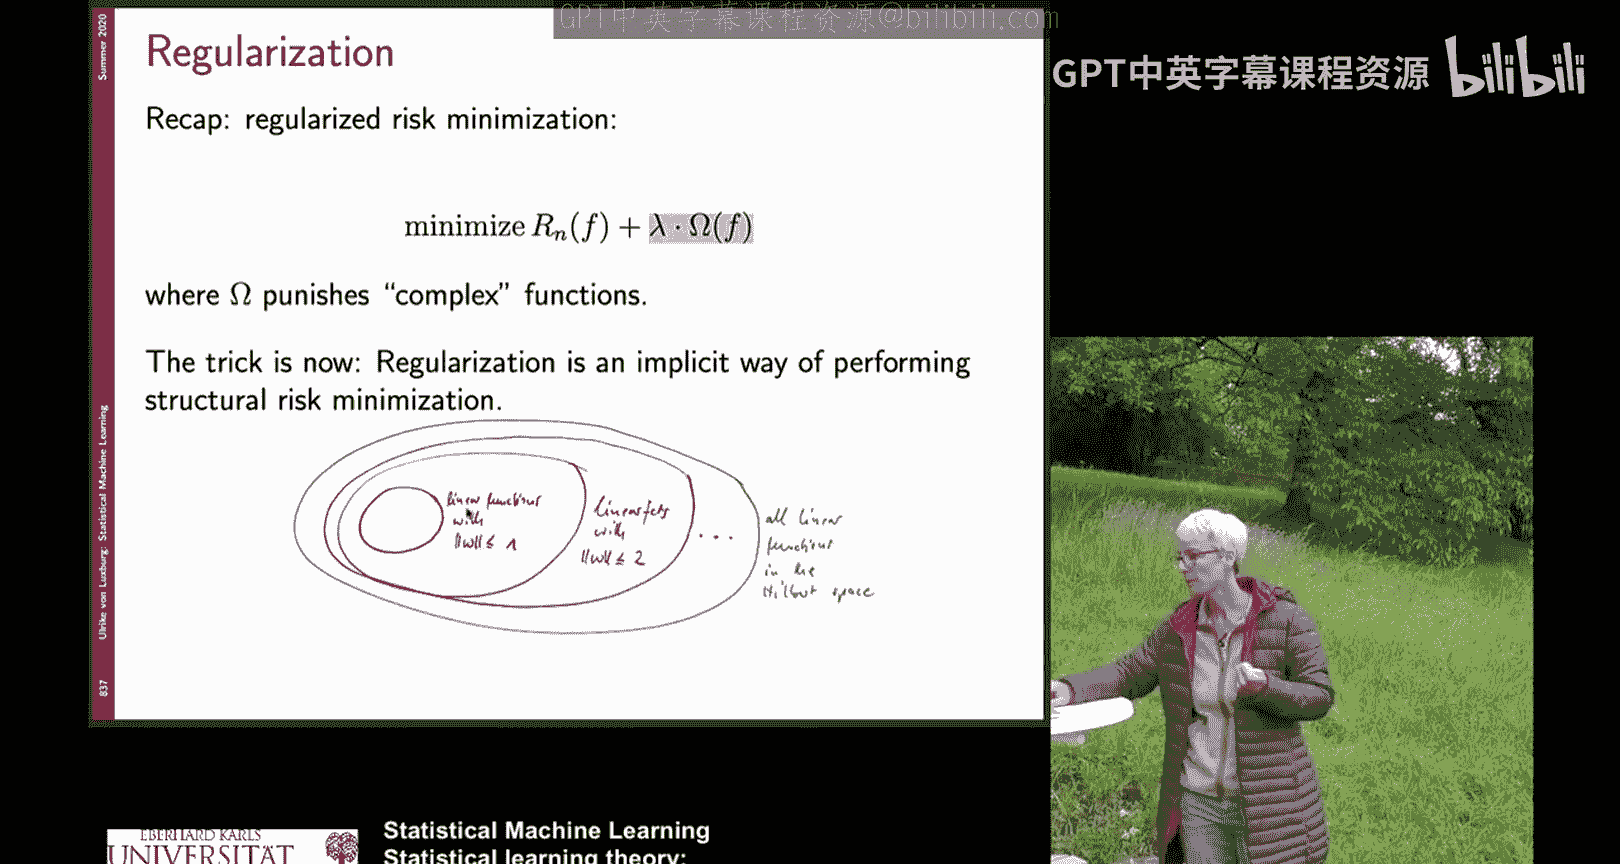 GPT中英字幕课程资源@bilibili.com
GPT中英字幕课程资源 bilibili
Summer 2020
Regularization
Recap: regularized risk minimization:
minimize Rₙ(f) + λ · Ω(f)
where Ω punishes “complex” functions.
The trick is now: Regularization is an implicit way of performing
structural risk minimization.
linear functions
with
||w|| ≤ 1
linear fcts
with
||w|| ≤ 2
...
all linear
functions
in the
Hilbert space
Ulrike von Luxburg: Statistical Machine Learning
837
EBERHARD KARLS
UNIVERSITÄT
Statistical Machine Learning
Statistical learning theory: